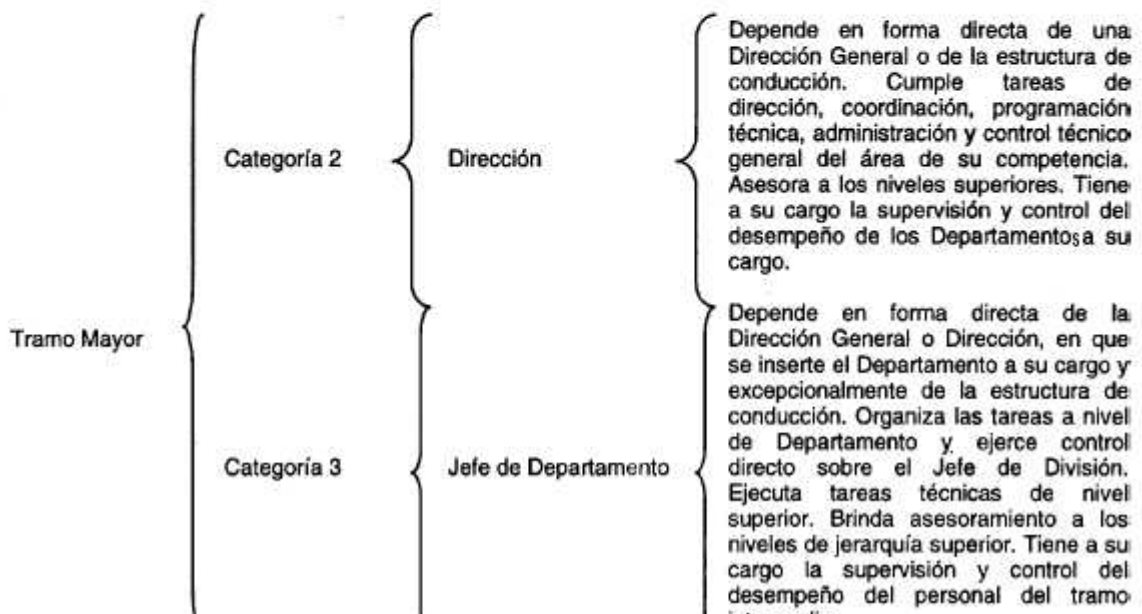 Depende en forma directa de una
Dirección General o de la estructura de
conducción. Cumple tareas de
dirección, coordinación, programación
técnica, administración y control técnico
Categoría 2 Dirección general del área de su competencia.
Asesora a los niveles superiores. Tiene
a su cargo la supervisión y control del
desempeño de los Departamentos a su
cargo.
Depende en forma directa de la
Tramo Mayor Dirección General o Dirección, en que
se inserte el Departamento a su cargo y
excepcionalmente de la estructura de
conducción. Organiza las tareas a nivel
de Departamento y ejerce control
Categoría 3 Jefe de Departamento directo sobre el Jefe de División.
Ejecuta tareas técnicas de nivel
superior. Brinda asesoramiento a los
niveles de jerarquía superior. Tiene a su
cargo la supervisión y control del
desempeño del personal del tramo